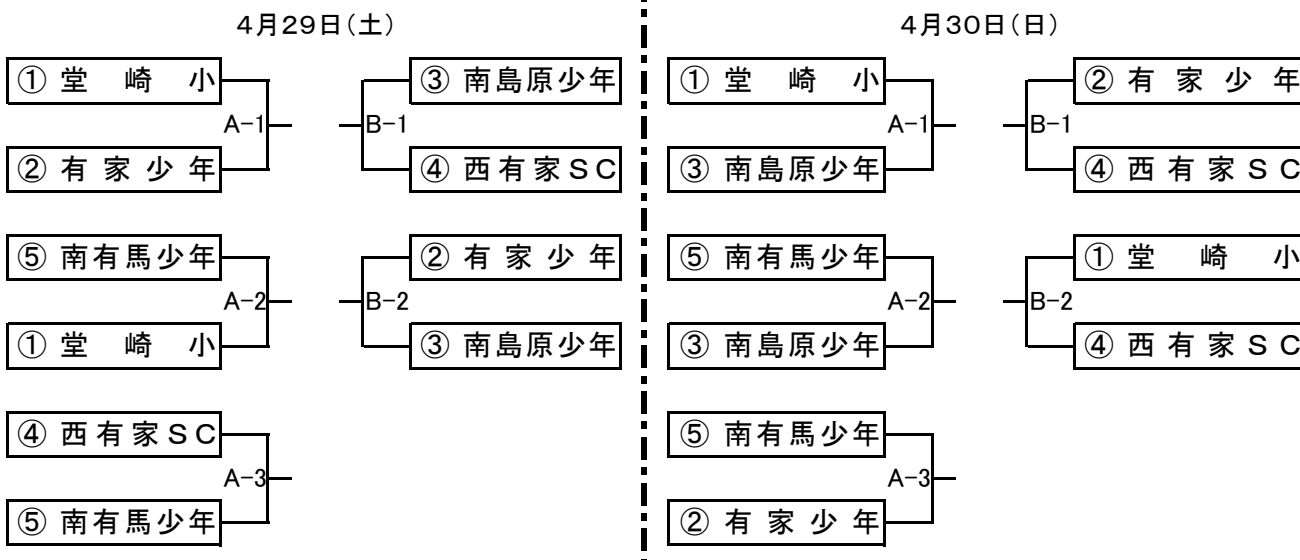 4月29日(土)
① 堂崎小
A-1
② 有家少年
③ 南島原少年
B-1
④ 西有家SC
⑤ 南有馬少年
A-2
① 堂崎小
② 有家少年
B-2
③ 南島原少年
④ 西有家SC
A-3
⑤ 南有馬少年
4月30日(日)
① 堂崎小
A-1
③ 南島原少年
② 有家少年
B-1
④ 西有家SC
⑤ 南有馬少年
A-2
③ 南島原少年
① 堂崎小
B-2
④ 西有家SC
⑤ 南有馬少年
A-3
② 有家少年